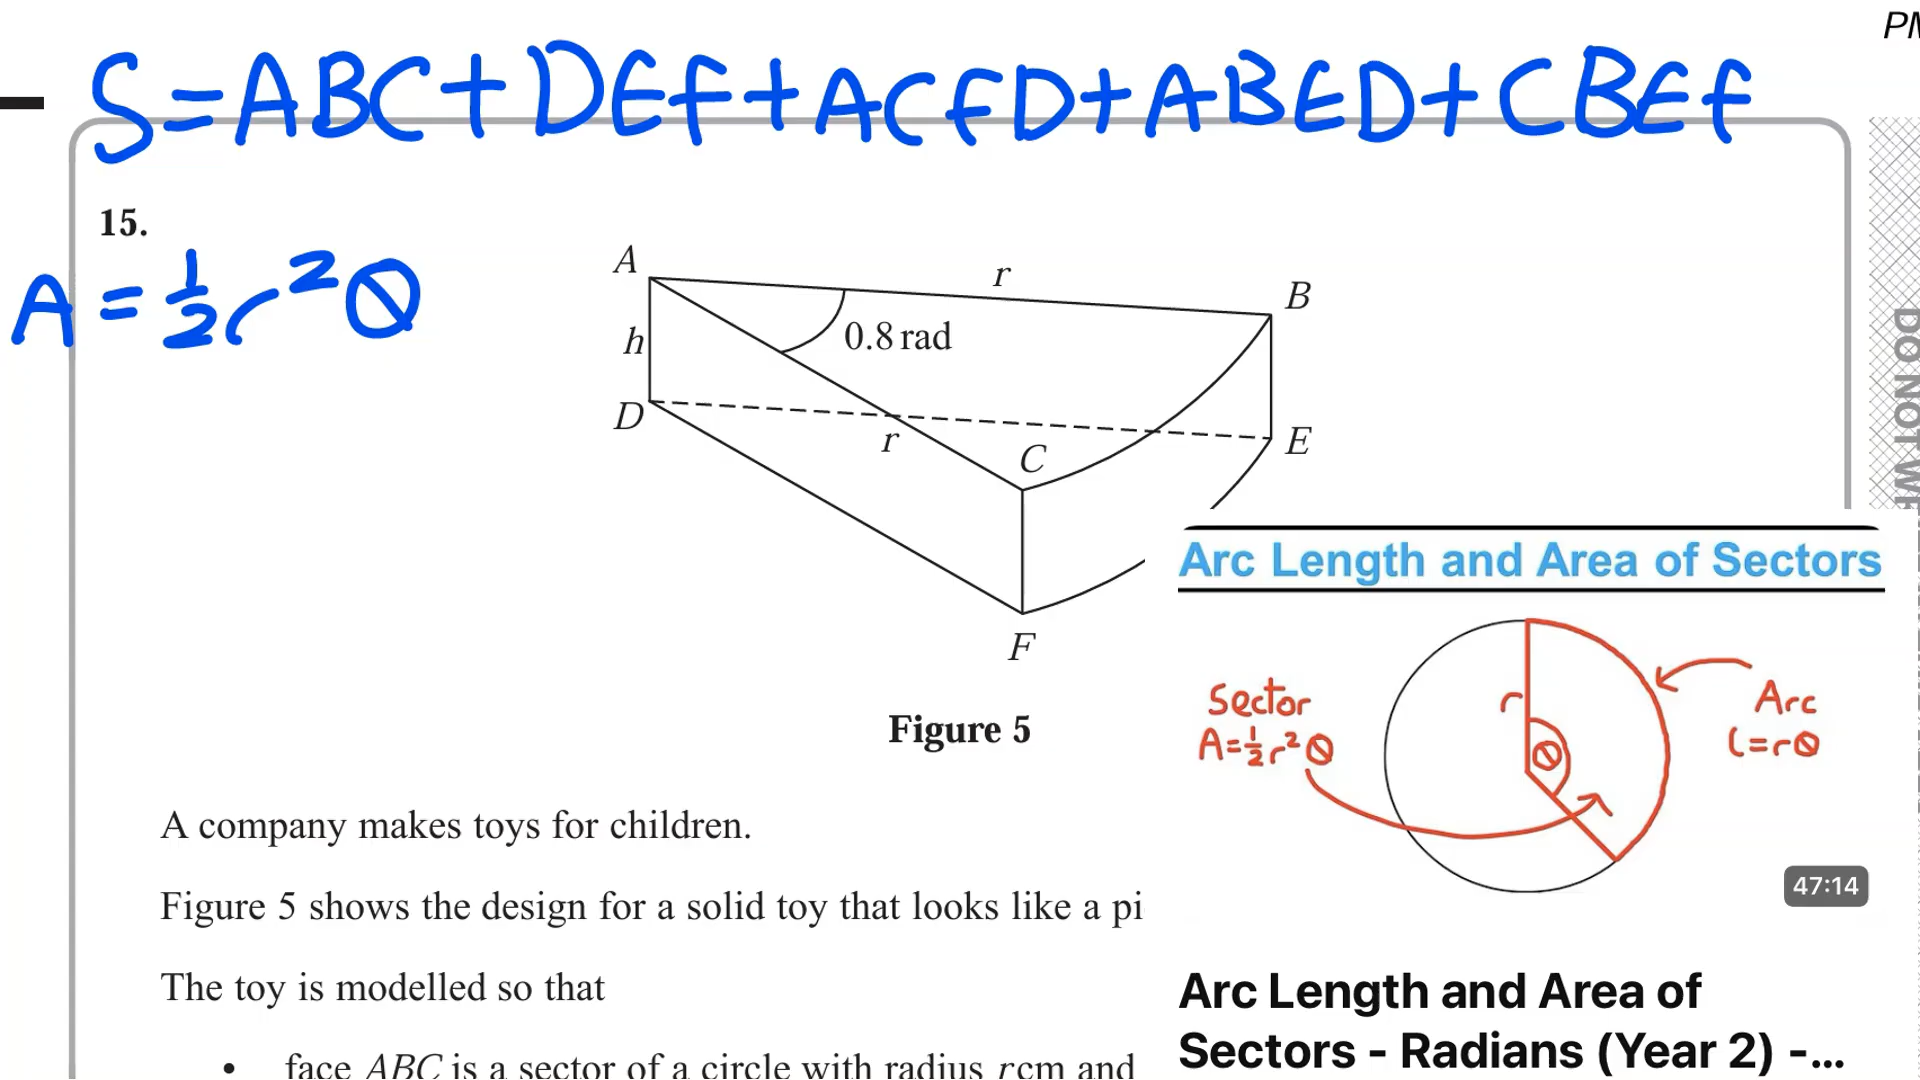 PM
S=ABC+DEF+ACFD+ABED+CBEF
15.
A = ½r²θ
A
r
B
h
0.8 rad
D
r
C
E
F
DO NOT WR
Figure 5
Arc Length and Area of Sectors
Sector
A=½r²θ
r
θ
Arc
l=rθ
47:14
A company makes toys for children.
Figure 5 shows the design for a solid toy that looks like a pi
The toy is modelled so that
• face ABC is a sector of a circle with radius r cm and
Arc Length and Area of
Sectors - Radians (Year 2) -...